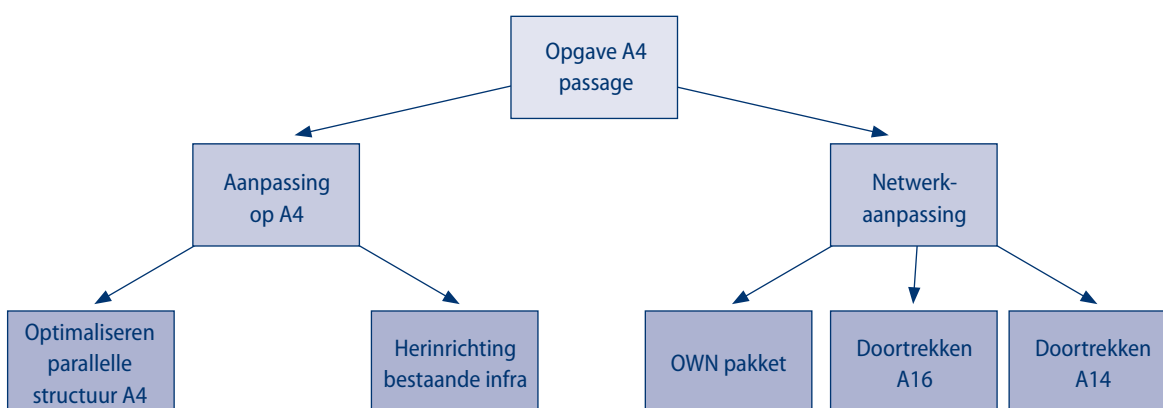 Opgave A4
passage
Aanpassing
op A4
Netwerk-
aanpassing
Optimaliseren
parallelle
structuur A4
Herinrichting
bestaande infra
OWN pakket
Doortrekken
A16
Doortrekken
A14